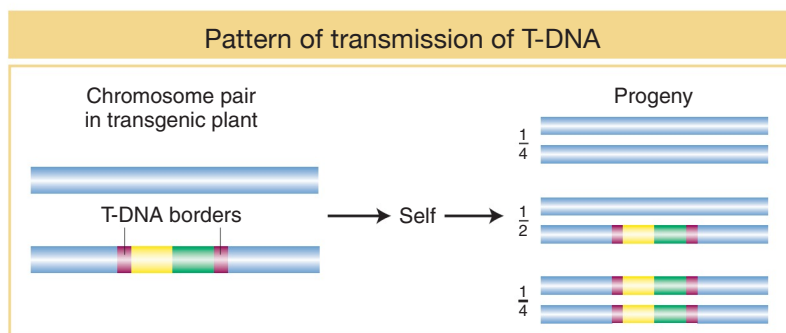 Pattern of transmission of T-DNA
Chromosome pair
in transgenic plant
T-DNA borders
Self
Progeny
1/4
1/2
1/4